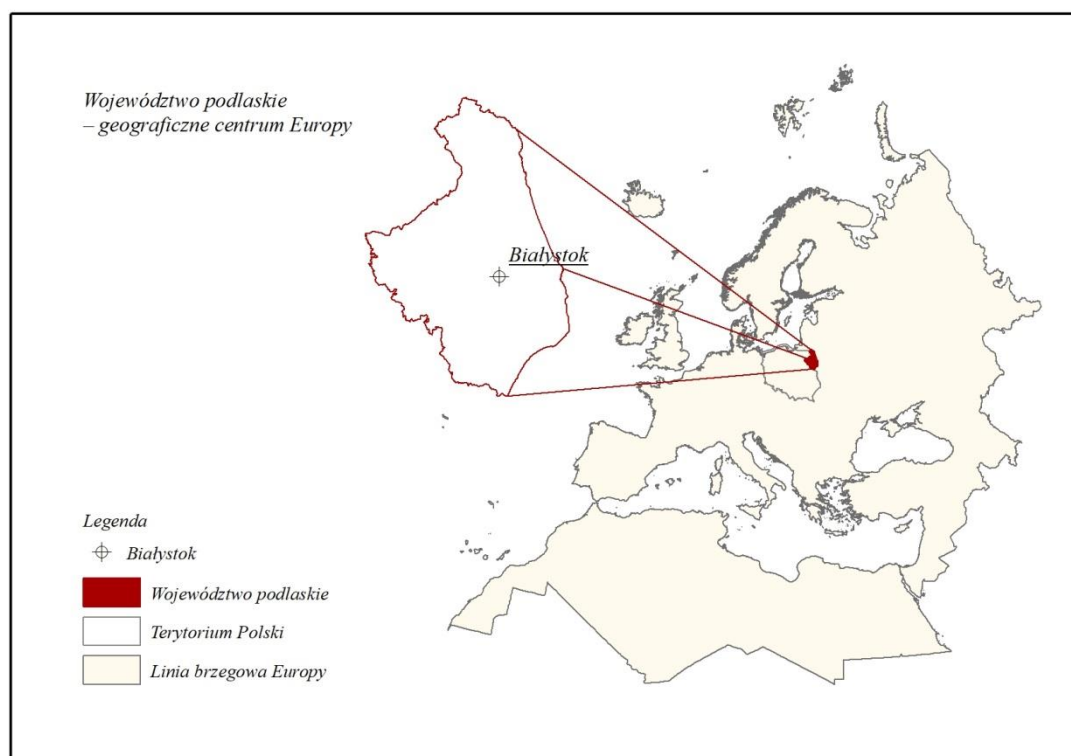 Województwo podlaskie
– geograficzne centrum Europy
Białystok
Legenda
Białystok
Województwo podlaskie
Terytorium Polski
Linia brzegowa Europy